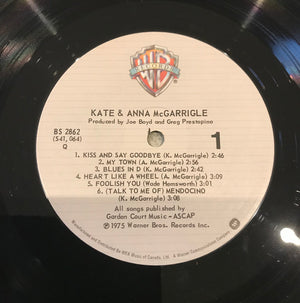 WB
RECORDS
KATE & ANNA McGARRIGLE
Produced by Joe Boyd and Greg Prestopino
BS 2862
(S41, 064)
Q
1
1. KISS AND SAY GOODBYE (K. McGarrigle) 2:46
2. MY TOWN (A. McGarrigle) 2:56
3. BLUES IN D (K. McGarrigle) 2:43
4. HEART LIKE A WHEEL (A. McGarrigle) 3:08
5. FOOLISH YOU (Wade Hemsworth) 3:01
6. (TALK TO ME OF) MENDOCINO
(K. McGarrigle) 3:08
All songs published by
Garden Court Music - ASCAP
©1975 Warner Bros. Records Inc.